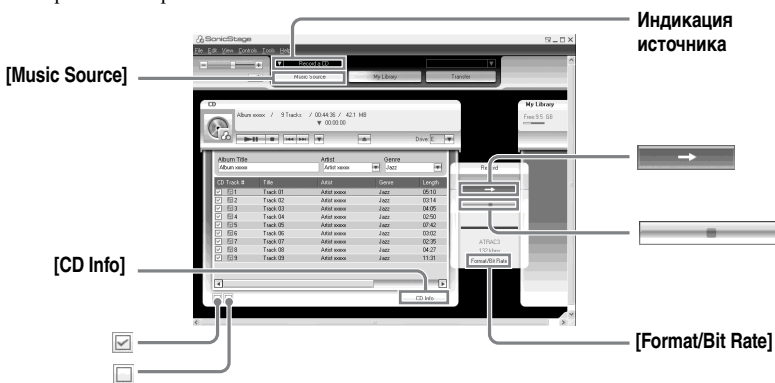 Индикация
источника
SonicStage
File Edit View Controls Tools Help
Record a CD
[Music Source]
Music Source My Library Transfer
CD
My Library
Album xxxxx / 9 Tracks / 00:44:36 / 42.1 MB
00:00:00
Free 9.5 GB
Drive E:
Album Title Artist Genre
Album xxxxx Artist xxxxx Jazz
Record
CD Track # Title Artist Genre Length
1 Track 01 Artist xxxxx Jazz 05:10
2 Track 02 Artist xxxxx Jazz 03:14
3 Track 03 Artist xxxxx Jazz 04:05
4 Track 04 Artist xxxxx Jazz 02:50
5 Track 05 Artist xxxxx Jazz 07:42
6 Track 06 Artist xxxxx Jazz 03:02
7 Track 07 Artist xxxxx Jazz 02:35
8 Track 08 Artist xxxxx Jazz 04:27
9 Track 09 Artist xxxxx Jazz 11:31
ATRAC3
132 kbps
Format/Bit Rate
[CD Info]
CD Info
[Format/Bit Rate]